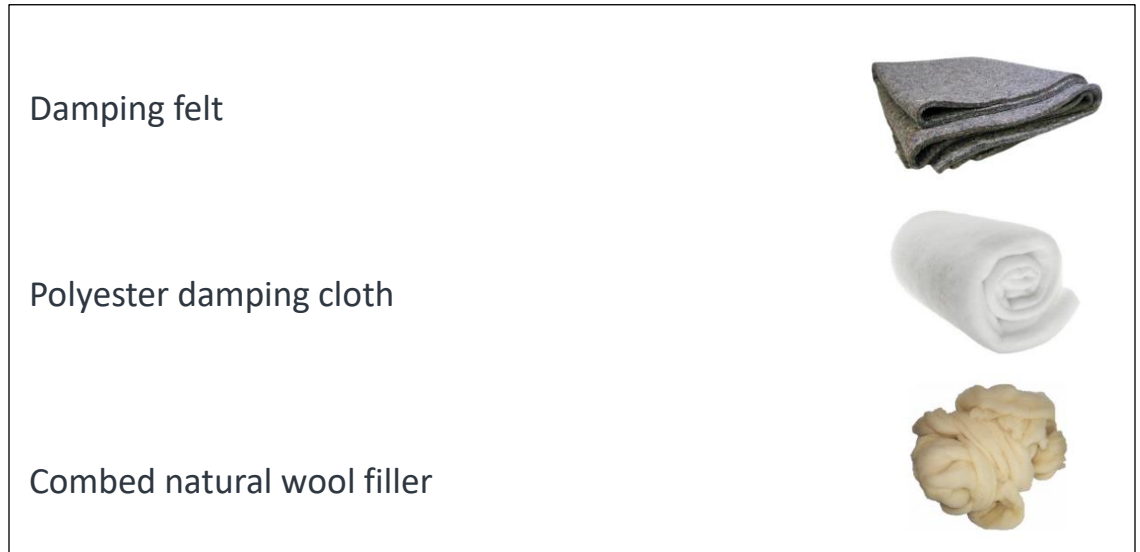 Damping felt
Polyester damping cloth
Combed natural wool filler